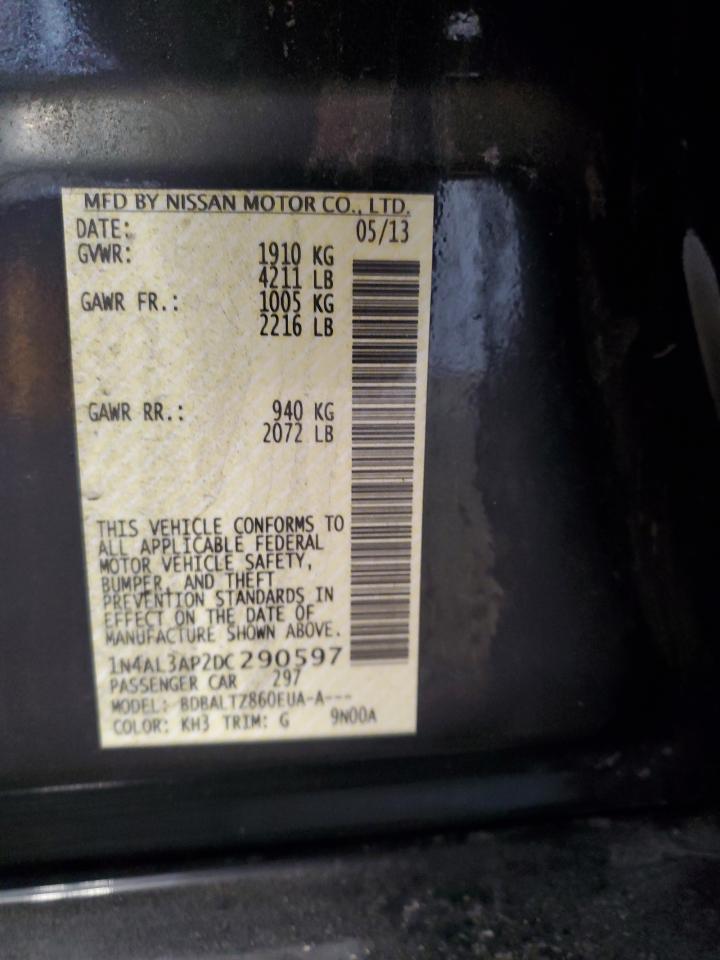 MFD BY NISSAN MOTOR CO., LTD.
DATE: 05/13
GVWR: 1910 KG
4211 LB
GAWR FR.: 1005 KG
2216 LB
GAWR RR.: 940 KG
2072 LB
THIS VEHICLE CONFORMS TO
ALL APPLICABLE FEDERAL
MOTOR VEHICLE SAFETY,
BUMPER, AND THEFT
PREVENTION STANDARDS IN
EFFECT ON THE DATE OF
MANUFACTURE SHOWN ABOVE.
1N4AL3AP2DC290597
PASSENGER CAR 297
MODEL: BDBALTZ860EUA-A---
COLOR: KH3 TRIM: G 9N00A